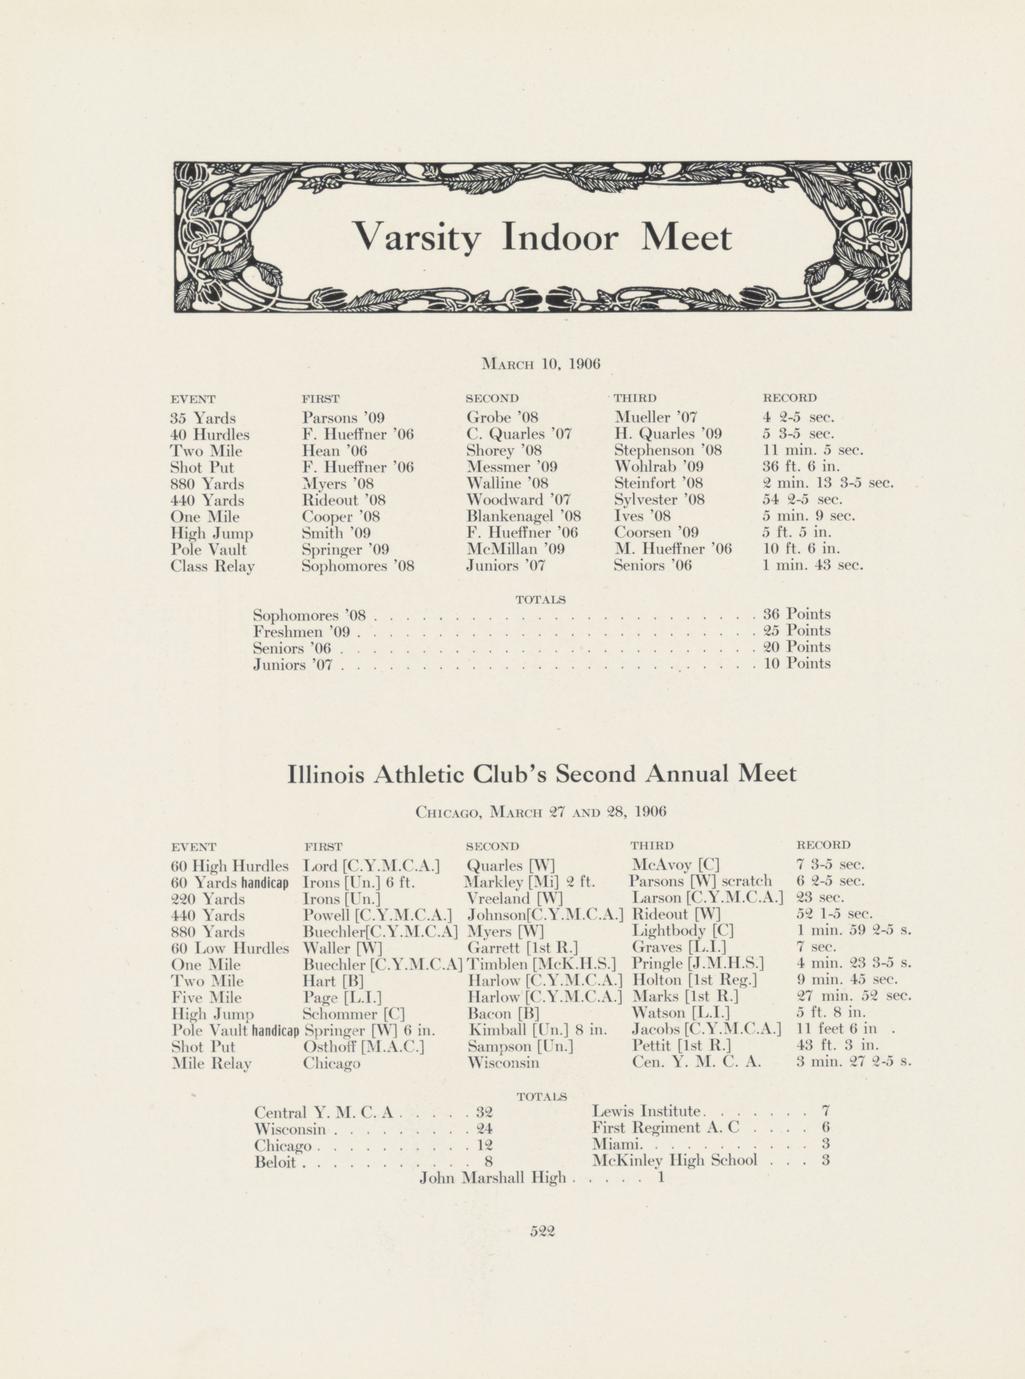 Varsity Indoor Meet
March 10, 1906
EVENT FIRST SECOND THIRD RECORD
35 Yards Parsons '09 Grobe '08 Mueller '07 4 2-5 sec.
40 Hurdles F. Hueffner '06 C. Quarles '07 H. Quarles '09 5 3-5 sec.
Two Mile Hean '06 Shorey '08 Stephenson '08 11 min. 5 sec.
Shot Put F. Hueffner '06 Messmer '09 Wohlrab '09 36 ft. 6 in.
880 Yards Myers '08 Walline '08 Steinfort '08 2 min. 13 3-5 sec.
440 Yards Rideout '08 Woodward '07 Sylvester '08 54 2-5 sec.
One Mile Cooper '08 Blankenagel '08 Ives '08 5 min. 9 sec.
High Jump Smith '09 F. Hueffner '06 Coorsen '09 5 ft. 5 in.
Pole Vault Springer '09 McMillan '09 M. Hueffner '06 10 ft. 6 in.
Class Relay Sophomores '08 Juniors '07 Seniors '06 1 min. 43 sec.
TOTALS
Sophomores '08 . . . . . . . . . . . . . . . . . . . . . . . . 36 Points
Freshmen '09 . . . . . . . . . . . . . . . . . . . . . . . . . 25 Points
Seniors '06 . . . . . . . . . . . . . . . . . . . . . . . . . . 20 Points
Juniors '07 . . . . . . . . . . . . . . . . . . . . . . . . . . 10 Points
Illinois Athletic Club's Second Annual Meet
Chicago, March 27 and 28, 1906
EVENT FIRST SECOND THIRD RECORD
60 High Hurdles Lord [C.Y.M.C.A.] Quarles [W] McAvoy [C] 7 3-5 sec.
60 Yards handicap Irons [Un.] 6 ft. Markley [Mi] 2 ft. Parsons [W] scratch 6 2-5 sec.
220 Yards Irons [Un.] Vreeland [W] Larson [C.Y.M.C.A.] 23 sec.
440 Yards Powell [C.Y.M.C.A.] Johnson[C.Y.M.C.A.] Rideout [W] 52 1-5 sec.
880 Yards Buechler[C.Y.M.C.A] Myers [W] Lightbody [C] 1 min. 59 2-5 s.
60 Low Hurdles Waller [W] Garrett [1st R.] Graves [L.I.] 7 sec.
One Mile Buechler [C.Y.M.C.A] Timblen [McK.H.S.] Pringle [J.M.H.S.] 4 min. 23 3-5 s.
Two Mile Hart [B] Harlow [C.Y.M.C.A.] Holton [1st Reg.] 9 min. 45 sec.
Five Mile Page [L.I.] Harlow [C.Y.M.C.A.] Marks [1st R.] 27 min. 52 sec.
High Jump Schommer [C] Bacon [B] Watson [L.I.] 5 ft. 8 in.
Pole Vault handicap Springer [W] 6 in. Kimball [Un.] 8 in. Jacobs [C.Y.M.C.A.] 11 feet 6 in .
Shot Put Osthoff [M.A.C.] Sampson [Un.] Pettit [1st R.] 43 ft. 3 in.
Mile Relay Chicago Wisconsin Cen. Y. M. C. A. 3 min. 27 2-5 s.
TOTALS
Central Y. M. C. A . . . . . 32 Lewis Institute. . . . . . . 7
Wisconsin . . . . . . . . . 24 First Regiment A. C . . . . 6
Chicago . . . . . . . . . . 12 Miami. . . . . . . . . . . 3
Beloit . . . . . . . . . . . 8 McKinley High School . . . 3
John Marshall High . . . . . 1
522